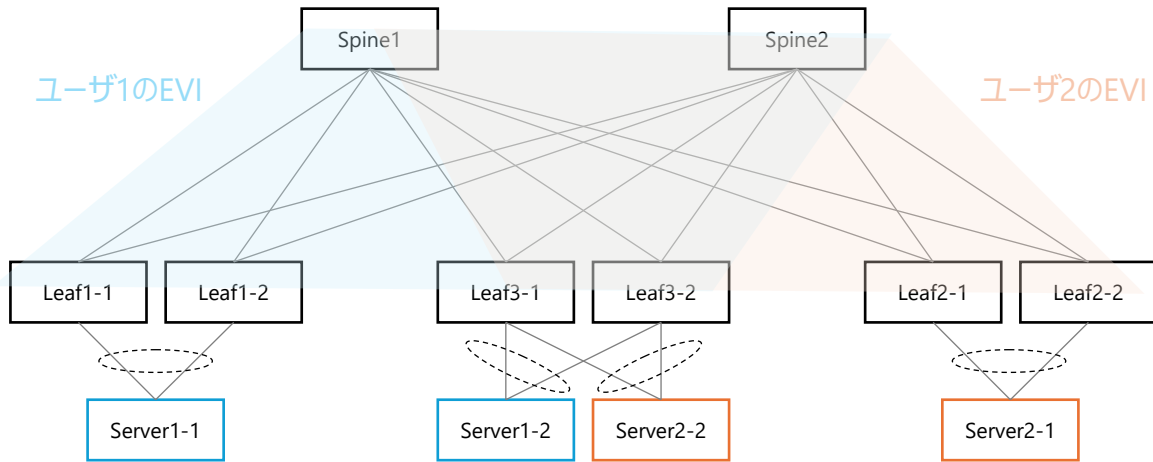 Spine1
Spine2
ユーザ1のEVI
ユーザ2のEVI
Leaf1-1
Leaf1-2
Leaf3-1
Leaf3-2
Leaf2-1
Leaf2-2
Server1-1
Server1-2
Server2-2
Server2-1